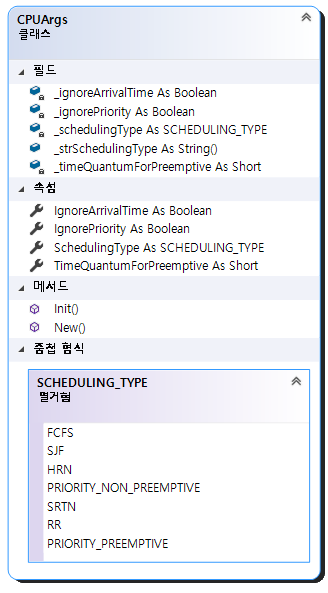 CPUArgs
클래스
필드
_ignoreArrivalTime As Boolean
_ignorePriority As Boolean
_schedulingType As SCHEDULING_TYPE
_strSchedulingType As String()
_timeQuantumForPreemptive As Short
속성
IgnoreArrivalTime As Boolean
IgnorePriority As Boolean
SchedulingType As SCHEDULING_TYPE
TimeQuantumForPreemptive As Short
메서드
Init()
New()
중첩 형식
SCHEDULING_TYPE
열거형
FCFS
SJF
HRN
PRIORITY_NON_PREEMPTIVE
SRTN
RR
PRIORITY_PREEMPTIVE